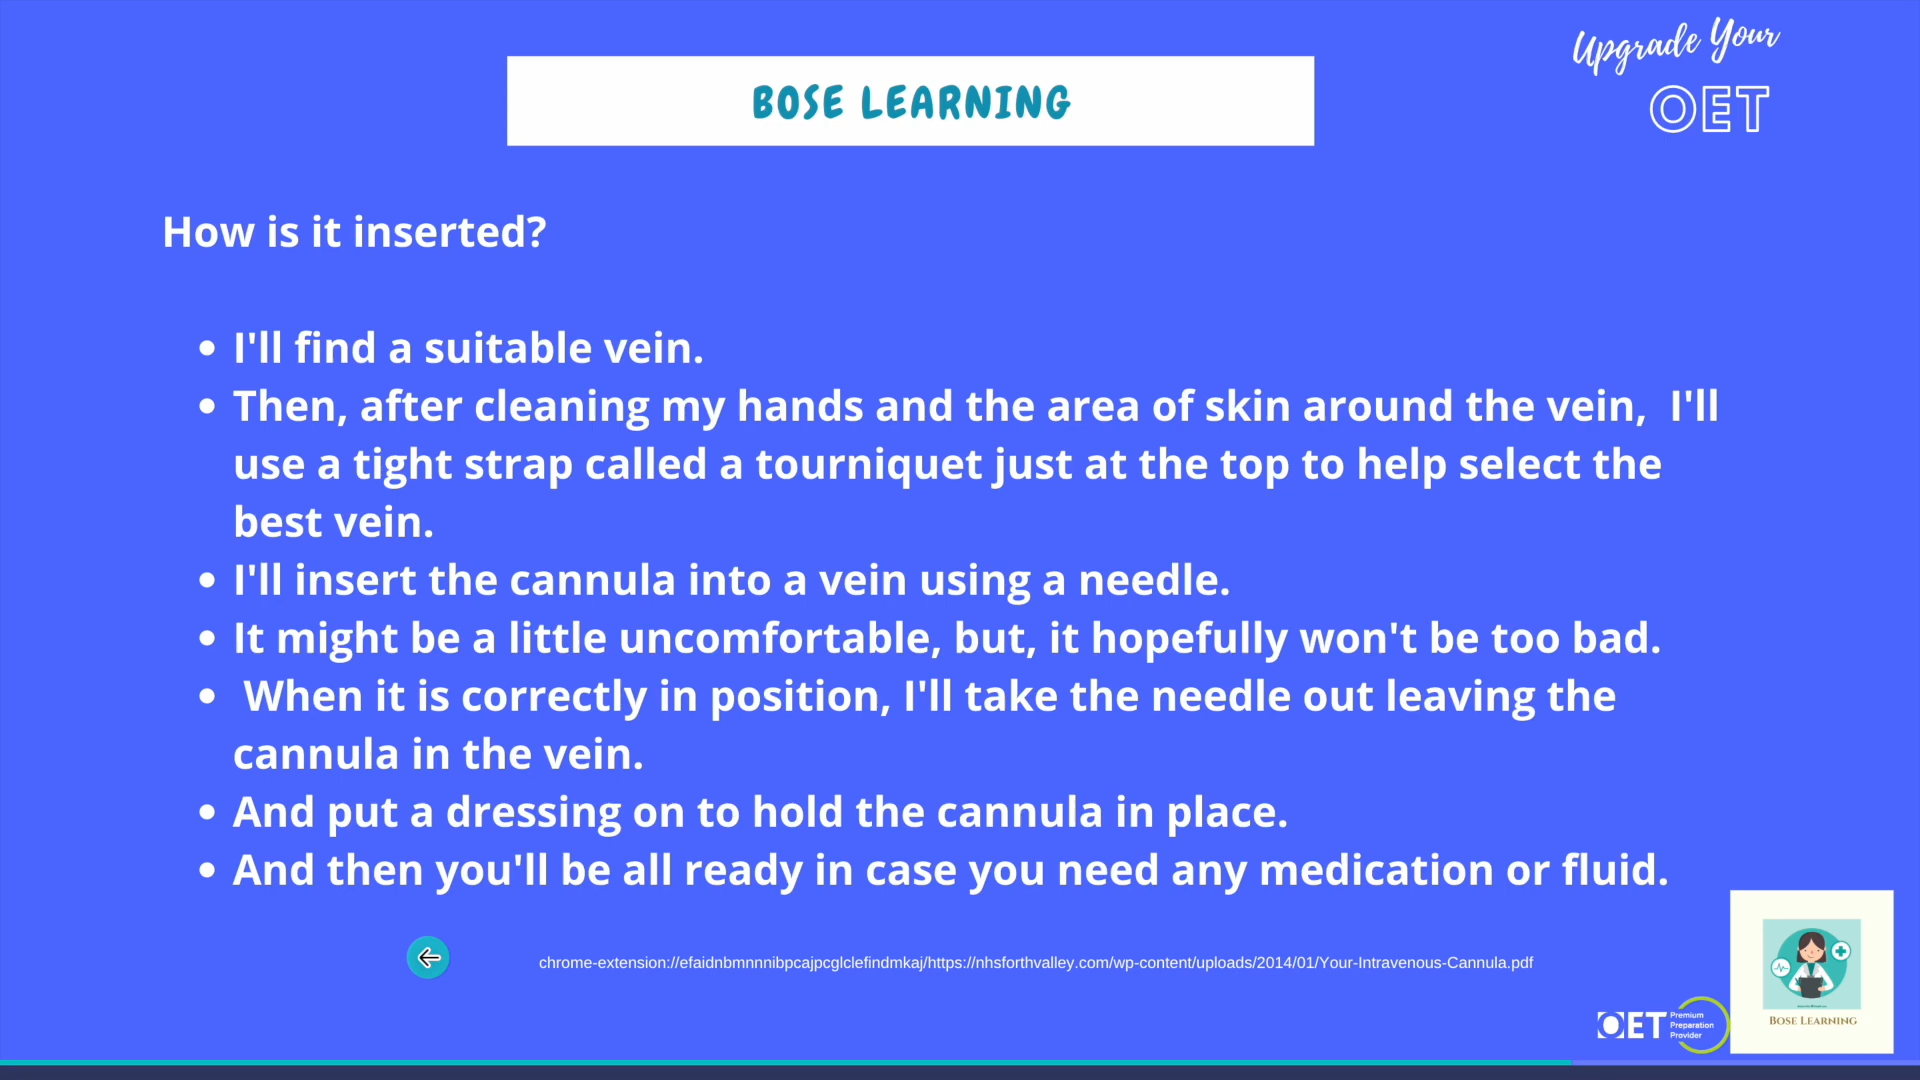 Upgrade Your
OET
BOSE LEARNING
How is it inserted?
• I'll find a suitable vein.
• Then, after cleaning my hands and the area of skin around the vein,  I'll
use a tight strap called a tourniquet just at the top to help select the
best vein.
• I'll insert the cannula into a vein using a needle.
• It might be a little uncomfortable, but, it hopefully won't be too bad.
•  When it is correctly in position, I'll take the needle out leaving the
cannula in the vein.
• And put a dressing on to hold the cannula in place.
• And then you'll be all ready in case you need any medication or fluid.
chrome-extension://efaidnbmnnnibpcajpcglclefindmkaj/https://nhsforthvalley.com/wp-content/uploads/2014/01/Your-Intravenous-Cannula.pdf
OET
Premium
Preparation
Provider
BOSE LEARNING